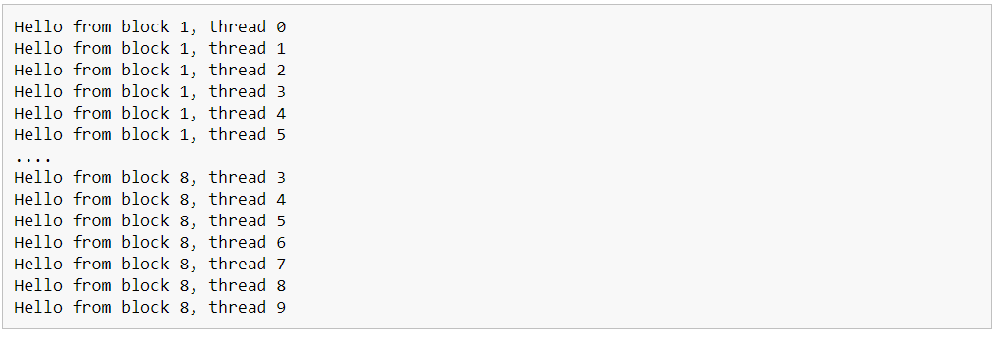 Hello from block 1, thread 0
Hello from block 1, thread 1
Hello from block 1, thread 2
Hello from block 1, thread 3
Hello from block 1, thread 4
Hello from block 1, thread 5
....
Hello from block 8, thread 3
Hello from block 8, thread 4
Hello from block 8, thread 5
Hello from block 8, thread 6
Hello from block 8, thread 7
Hello from block 8, thread 8
Hello from block 8, thread 9